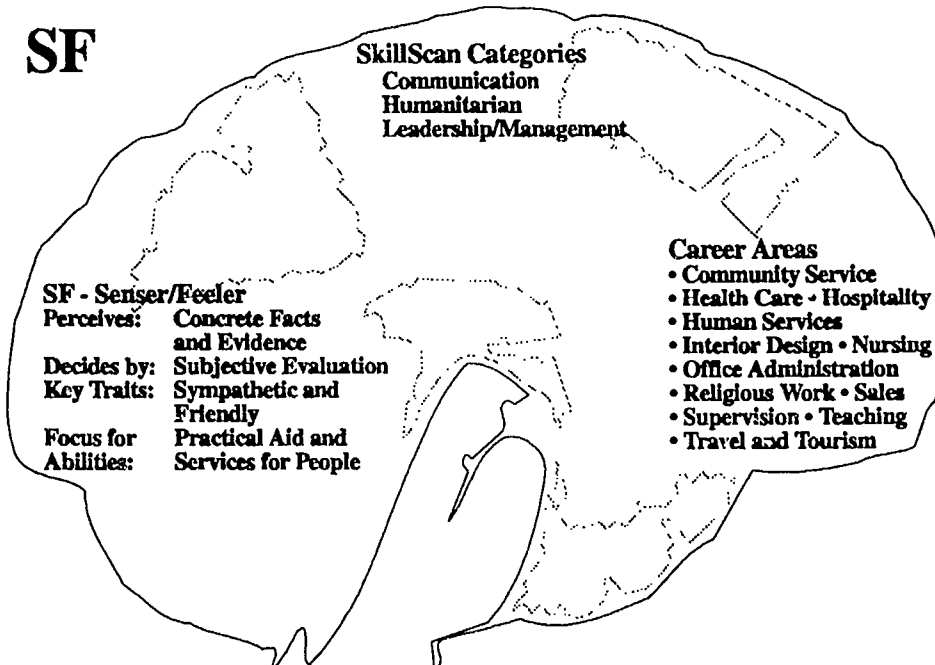 SF
SkillScan Categories
Communication
Humanitarian
Leadership/Management
SF - Senser/Feeler
Perceives: Concrete Facts
and Evidence
Decides by: Subjective Evaluation
Key Traits: Sympathetic and
Friendly
Focus for Practical Aid and
Abilities: Services for People
Career Areas
• Community Service
• Health Care • Hospitality
• Human Services
• Interior Design • Nursing
• Office Administration
• Religious Work • Sales
• Supervision • Teaching
• Travel and Tourism